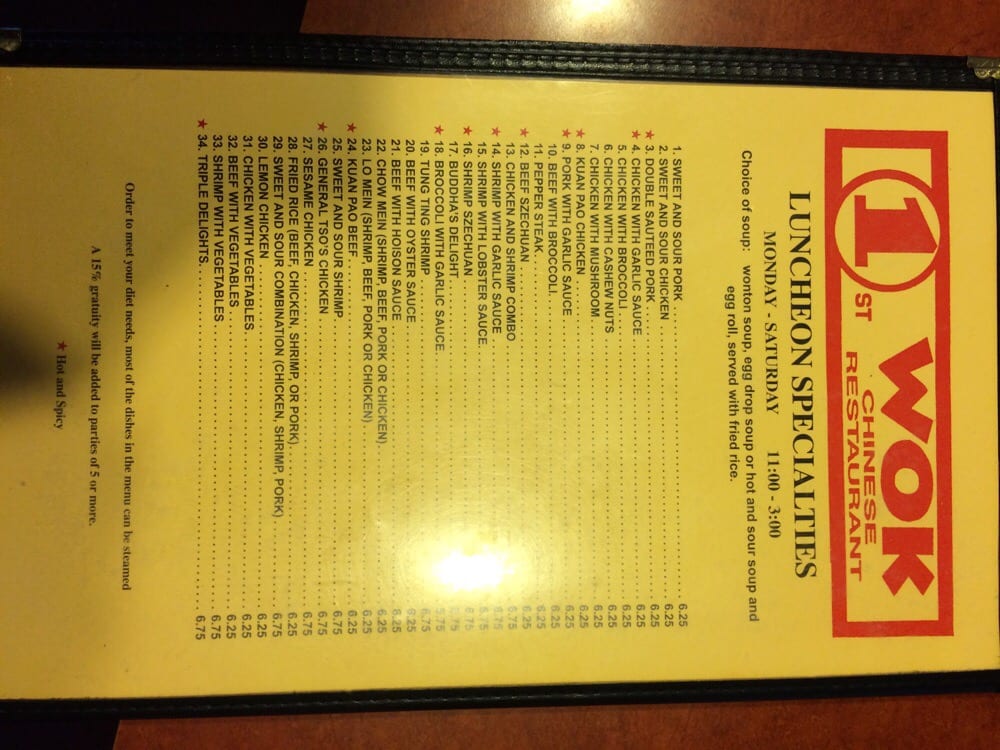 1ST WOK
CHINESE
RESTAURANT
LUNCHEON SPECIALTIES
MONDAY - SATURDAY 11:00 - 3:00
Choice of soup: wonton soup, egg drop soup or hot and sour soup and
egg roll, served with fried rice.
1. SWEET AND SOUR PORK 6.25
2. SWEET AND SOUR CHICKEN 6.25
★ 3. DOUBLE SAUTEED PORK 6.25
★ 4. CHICKEN WITH GARLIC SAUCE 6.25
5. CHICKEN WITH BROCCOLI 6.25
6. CHICKEN WITH CASHEW NUTS 6.25
7. CHICKEN WITH MUSHROOM 6.25
★ 8. KUAN PAO CHICKEN 6.25
★ 9. PORK WITH GARLIC SAUCE 6.25
10. BEEF WITH BROCCOLI 6.25
11. PEPPER STEAK 6.25
★ 12. BEEF SZECHUAN 6.25
13. CHICKEN AND SHRIMP COMBO 6.75
★ 14. SHRIMP WITH GARLIC SAUCE 6.75
15. SHRIMP WITH LOBSTER SAUCE 6.75
★ 16. SHRIMP SZECHUAN 6.75
17. BUDDHA'S DELIGHT 5.75
★ 18. BROCCOLI WITH GARLIC SAUCE 5.75
19. TUNG TING SHRIMP 6.75
20. BEEF WITH OYSTER SAUCE 6.25
21. BEEF WITH HOISON SAUCE 6.25
22. CHOW MEIN (SHRIMP, BEEF, PORK OR CHICKEN) 6.25
23. LO MEIN (SHRIMP, BEEF, PORK OR CHICKEN) 6.25
★ 24. KUAN PAO BEEF 6.25
25. SWEET AND SOUR SHRIMP 6.75
★ 26. GENERAL TSO'S CHICKEN 6.75
27. SESAME CHICKEN 6.75
28. FRIED RICE (BEEF, CHICKEN, SHRIMP, OR PORK) 6.25
29. SWEET AND SOUR COMBINATION (CHICKEN, SHRIMP, PORK) 6.75
30. LEMON CHICKEN 6.25
31. CHICKEN WITH VEGETABLES 6.25
32. BEEF WITH VEGETABLES 6.25
33. SHRIMP WITH VEGETABLES 6.75
★ 34. TRIPLE DELIGHTS 6.75
Order to meet your diet needs, most of the dishes in the menu can be steamed
A 15% gratuity will be added to parties of 5 or more.
★ Hot and Spicy